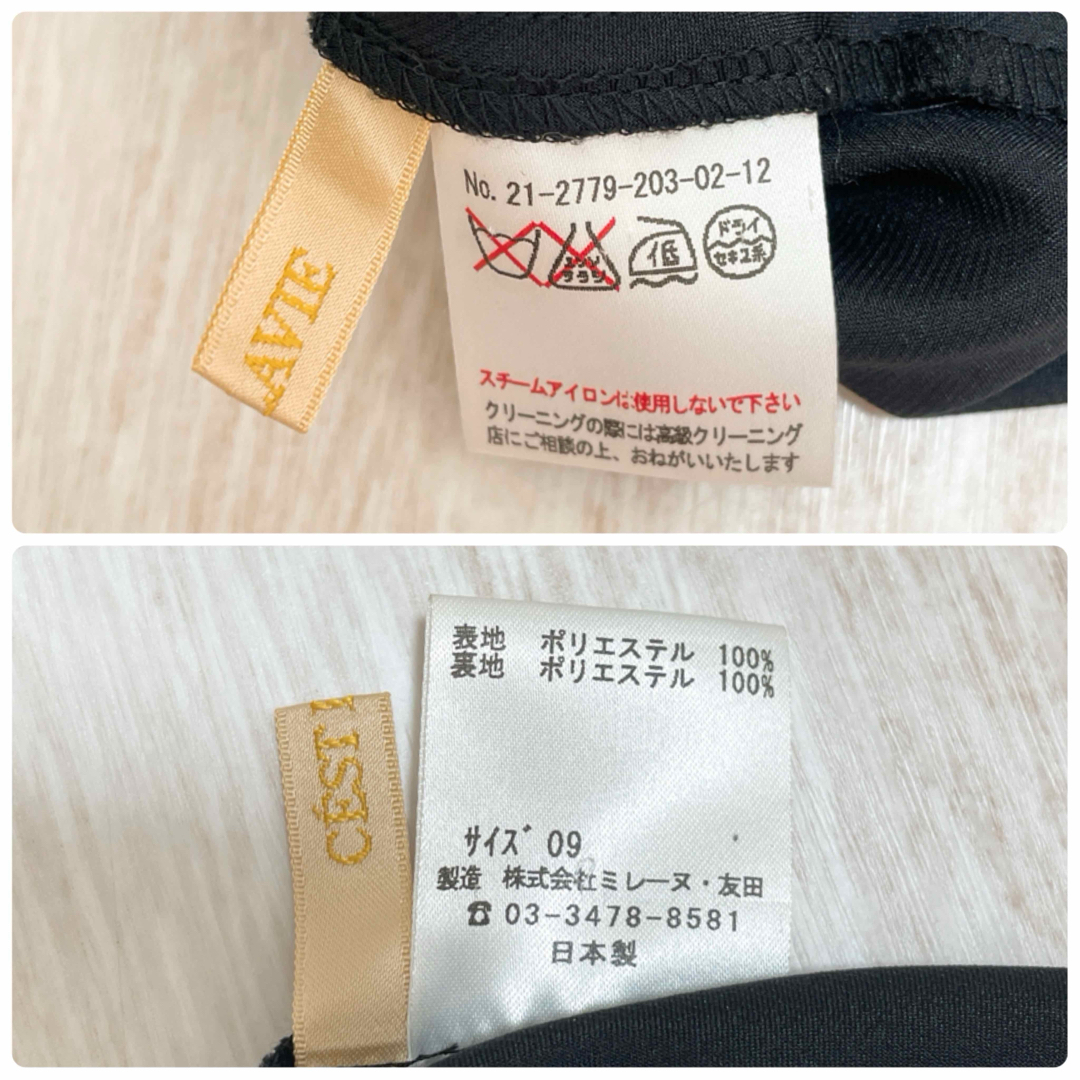 No. 21-2779-203-02-12
エンソ
サラシ
低
ドライ
セキユ系
AVIE
スチームアイロンは使用しないで下さい
クリーニングの際には高級クリーニング
店にご相談の上、おねがいいたします
表地 ポリエステル 100%
裏地 ポリエステル 100%
CÉST
サイズ 09
製造 株式会社ミレーヌ・友田
☎ 03-3478-8581
日本製